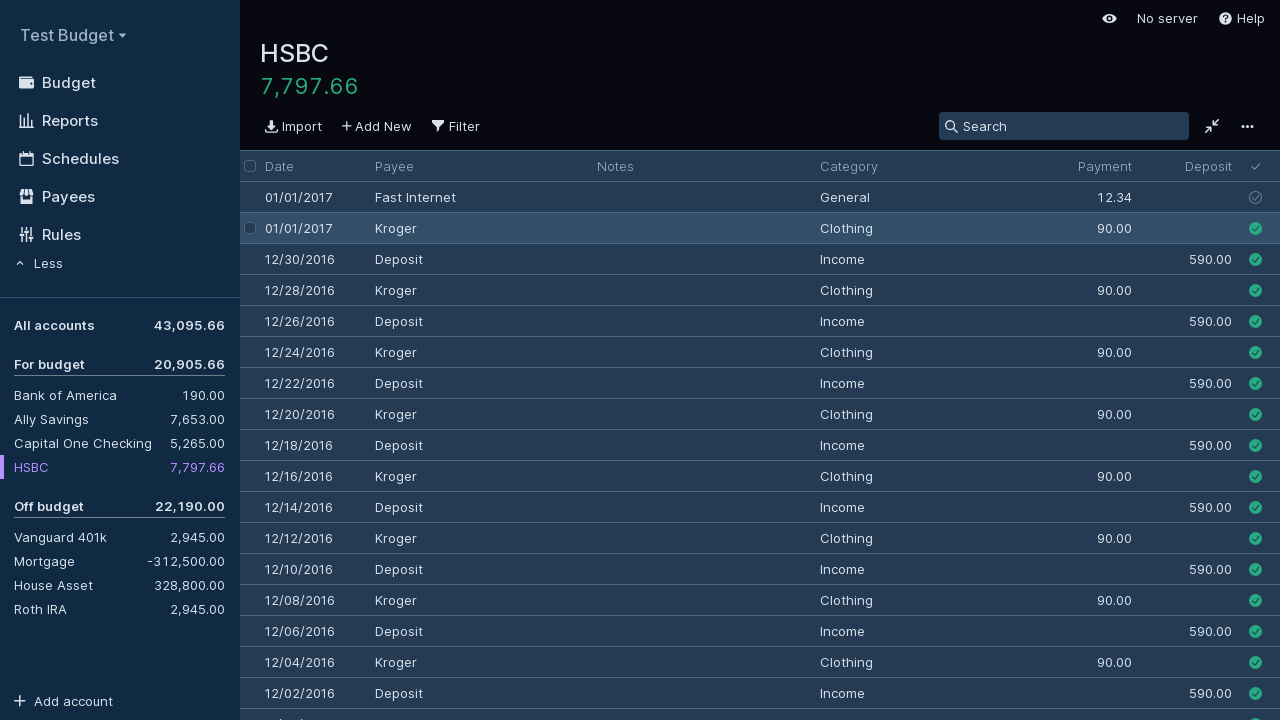 Test Budget
Budget
Reports
Schedules
Payees
Rules
Less
All accounts 43,095.66
For budget 20,905.66
Bank of America 190.00
Ally Savings 7,653.00
Capital One Checking 5,265.00
HSBC 7,797.66
Off budget 22,190.00
Vanguard 401k 2,945.00
Mortgage -312,500.00
House Asset 328,800.00
Roth IRA 2,945.00
Add account
No server Help
HSBC
7,797.66
Import Add New Filter Search
Date Payee Notes Category Payment Deposit
01/01/2017 Fast Internet General 12.34
01/01/2017 Kroger Clothing 90.00
12/30/2016 Deposit Income 590.00
12/28/2016 Kroger Clothing 90.00
12/26/2016 Deposit Income 590.00
12/24/2016 Kroger Clothing 90.00
12/22/2016 Deposit Income 590.00
12/20/2016 Kroger Clothing 90.00
12/18/2016 Deposit Income 590.00
12/16/2016 Kroger Clothing 90.00
12/14/2016 Deposit Income 590.00
12/12/2016 Kroger Clothing 90.00
12/10/2016 Deposit Income 590.00
12/08/2016 Kroger Clothing 90.00
12/06/2016 Deposit Income 590.00
12/04/2016 Kroger Clothing 90.00
12/02/2016 Deposit Income 590.00